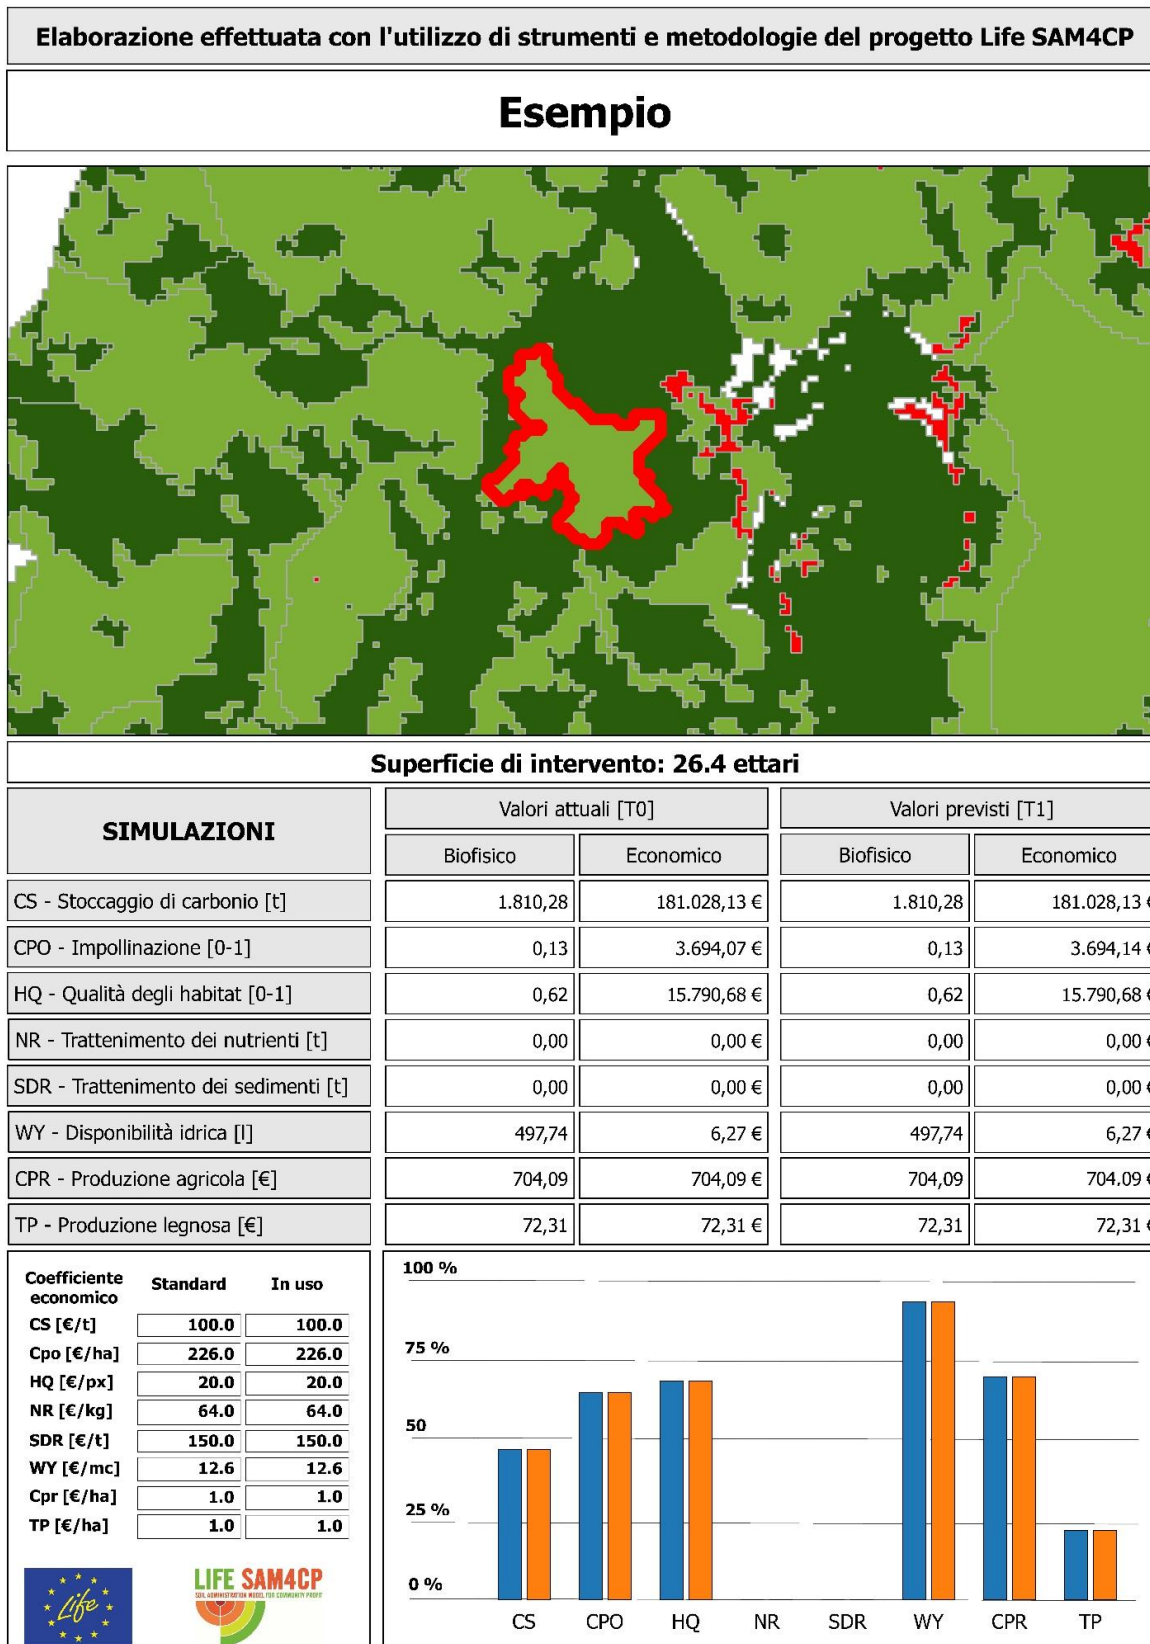 Elaborazione effettuata con l'utilizzo di strumenti e metodologie del progetto Life SAM4CP
Esempio
Superficie di intervento: 26.4 ettari
SIMULAZIONI
Valori attuali [T0]
Valori previsti [T1]
Biofisico Economico Biofisico Economico
CS - Stoccaggio di carbonio [t] 1.810,28 181.028,13 € 1.810,28 181.028,13 €
CPO - Impollinazione [0-1] 0,13 3.694,07 € 0,13 3.694,14 €
HQ - Qualità degli habitat [0-1] 0,62 15.790,68 € 0,62 15.790,68 €
NR - Trattenimento dei nutrienti [t] 0,00 0,00 € 0,00 0,00 €
SDR - Trattenimento dei sedimenti [t] 0,00 0,00 € 0,00 0,00 €
WY - Disponibilità idrica [l] 497,74 6,27 € 497,74 6,27 €
CPR - Produzione agricola [€] 704,09 704,09 € 704,09 704.09 €
TP - Produzione legnosa [€] 72,31 72,31 € 72,31 72,31 €
Coefficiente
economico Standard In uso
CS [€/t] 100.0 100.0
Cpo [€/ha] 226.0 226.0
HQ [€/px] 20.0 20.0
NR [€/kg] 64.0 64.0
SDR [€/t] 150.0 150.0
WY [€/mc] 12.6 12.6
Cpr [€/ha] 1.0 1.0
TP [€/ha] 1.0 1.0
Life
LIFE SAM4CP
SOIL ADMINISTRATION MODEL FOR COMMUNITY PROFIT
100 %
75 %
50
25 %
0 %
CS CPO HQ NR SDR WY CPR TP